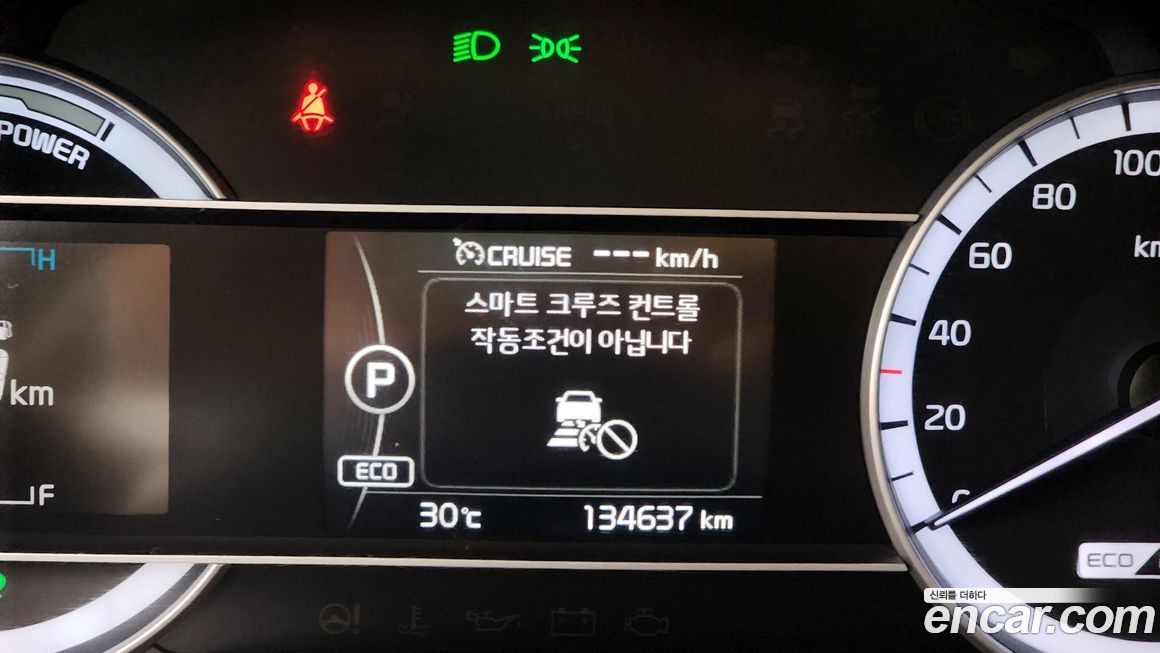 POWER
H
km
F
CRUISE --- km/h
스마트 크루즈 컨트롤
작동조건이 아닙니다
P
ECO
30℃ 134637 km
100
80
60
40
20
0
km
ECO
신뢰를 더하다
encar.com